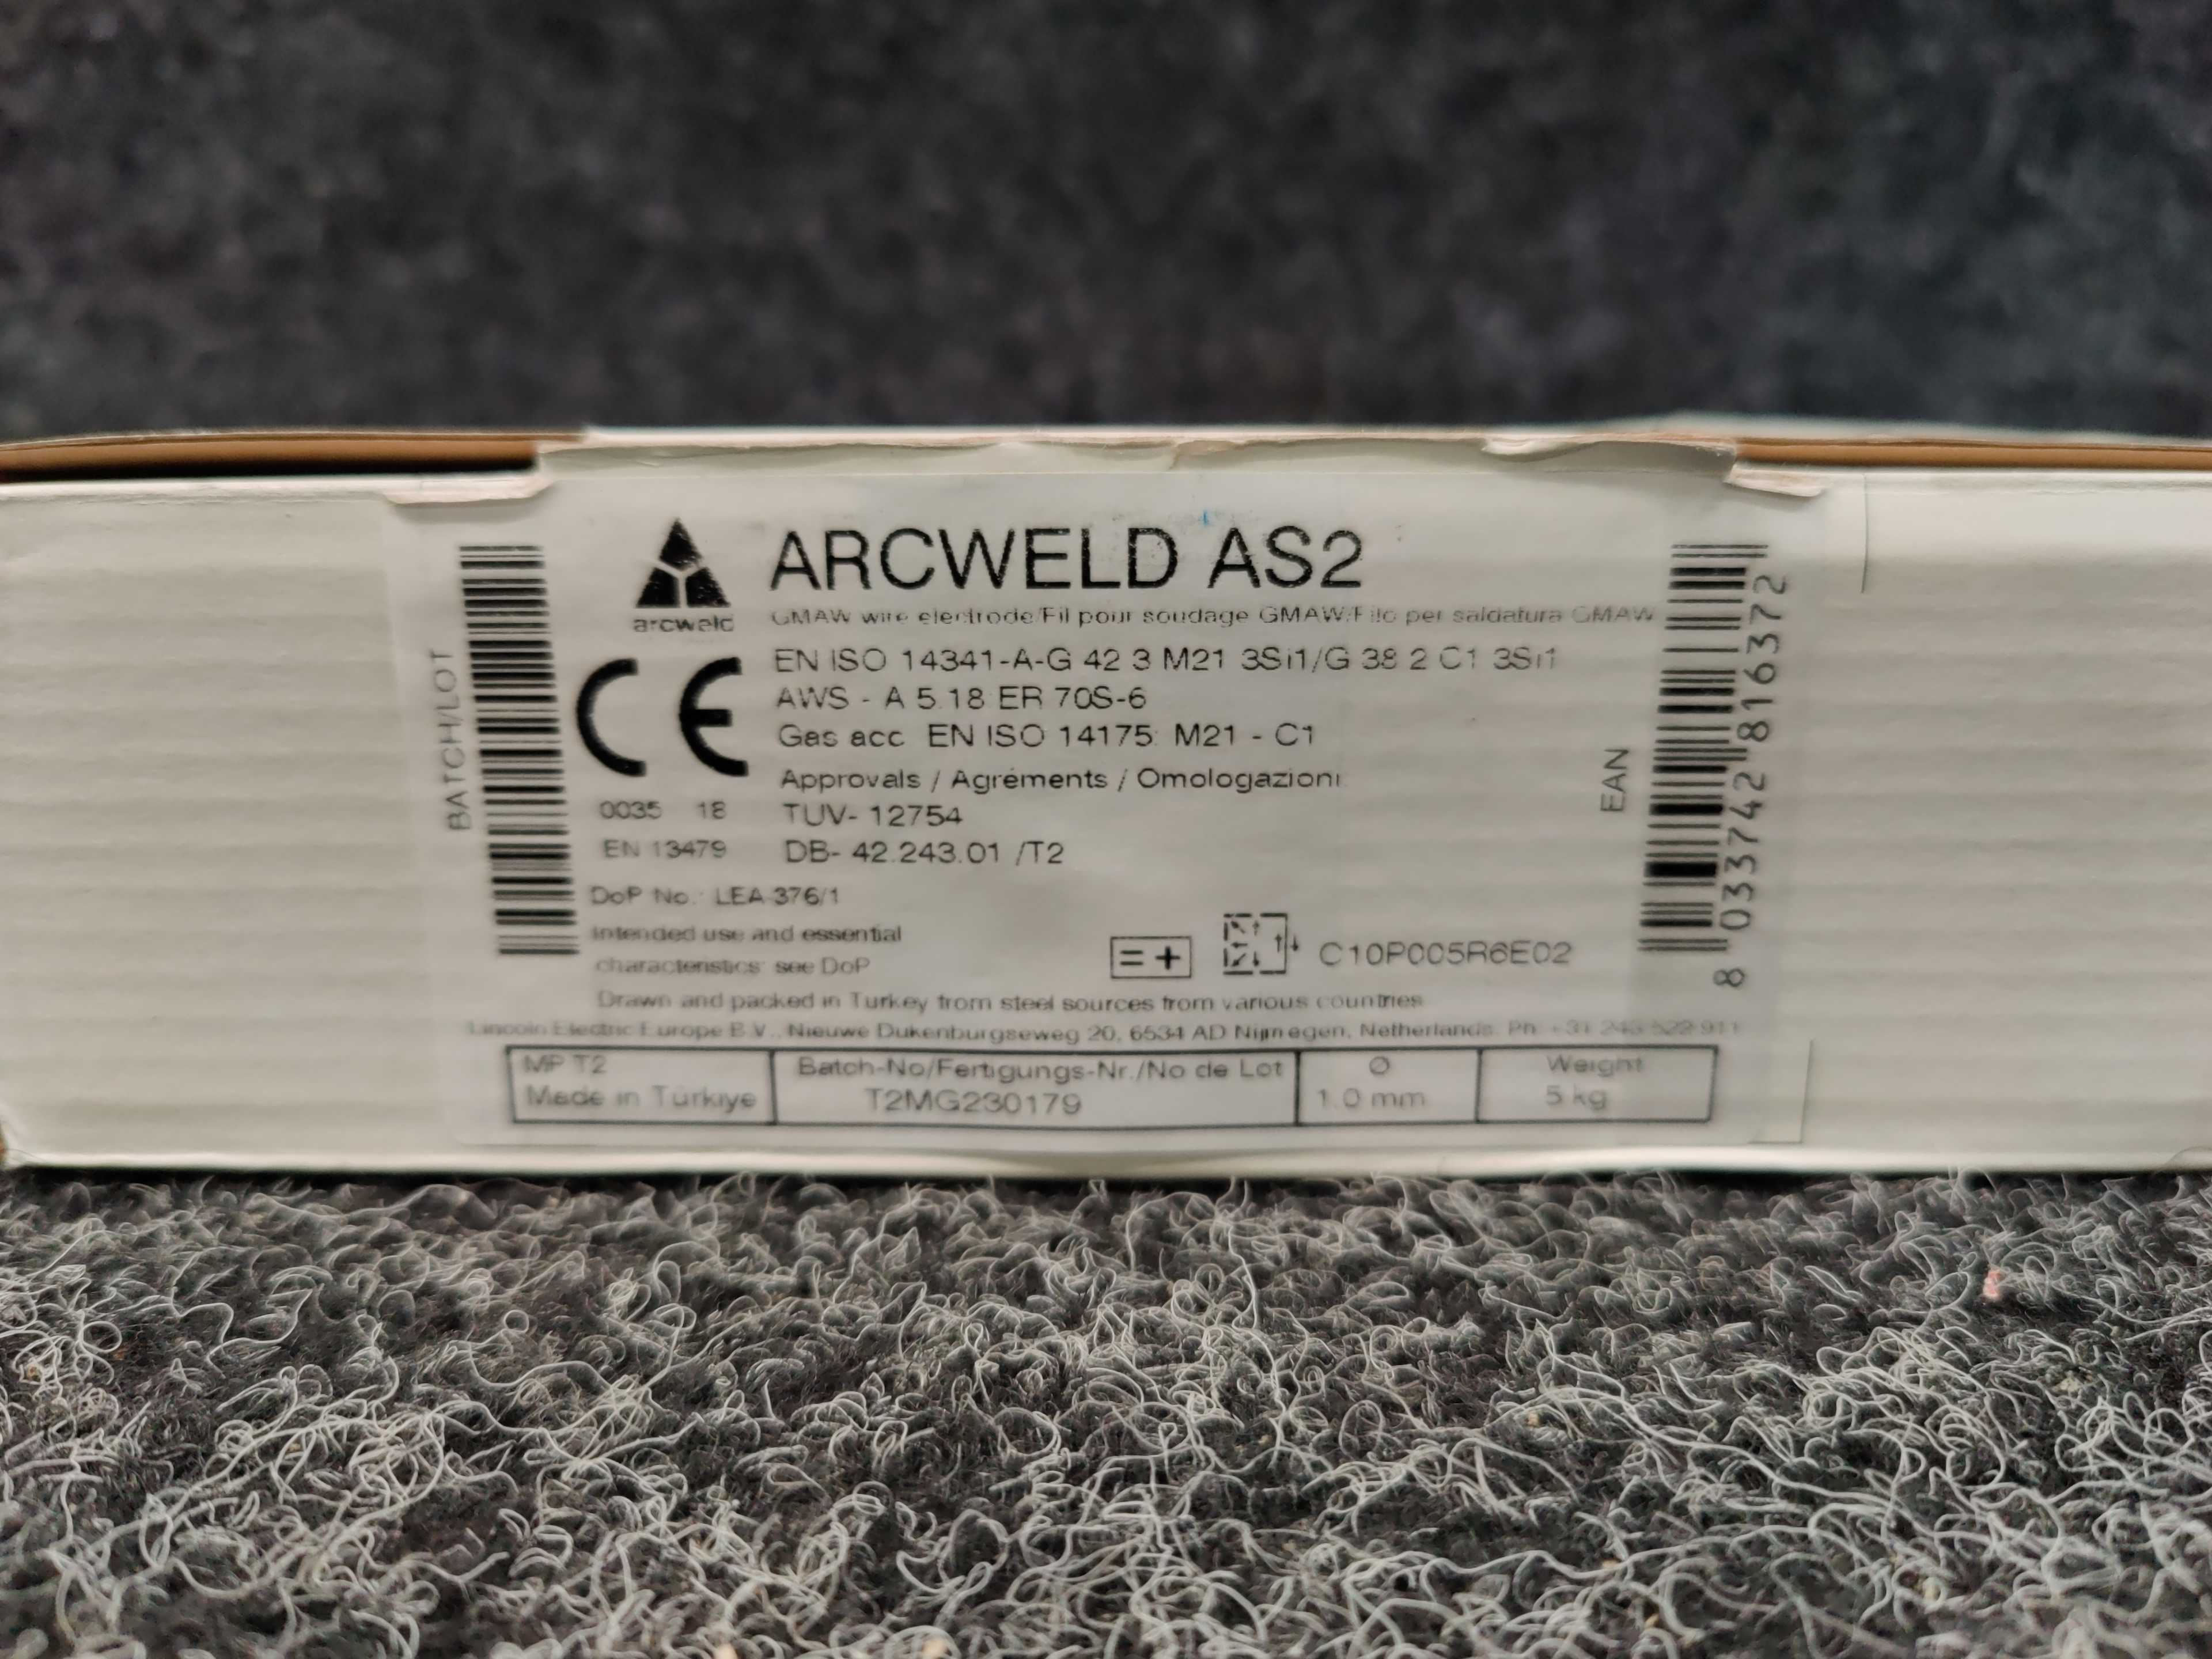 ARCWELD AS2
arcweld
GMAW wire electrode/Fil pour soudage GMAW/Filo per saldatura GMAW
EN ISO 14341-A-G 42 3 M21 3Si1/G 38 2 C1 3Si1
AWS - A 5.18 ER 70S-6
Gas acc. EN ISO 14175: M21 - C1
Approvals / Agréments / Omologazioni
CE
0035 18
TUV- 12754
EN 13479
DB- 42.243.01 /T2
DoP No.: LEA-376/1
Intended use and essential
characteristics: see DoP
=+
C10P005R6E02
Drawn and packed in Turkey from steel sources from various countries
Lincoln Electric Europe B.V., Nieuwe Dukenburgseweg 20, 6534 AD Nijmegen, Netherlands. Ph.
MP T2
Made in Türkiye
Batch-No/Fertigungs-Nr./No de Lot
T2MG230179
Ø
1.0 mm
Weight
5 kg
BATCH/LOT
EAN
8 033742 816372